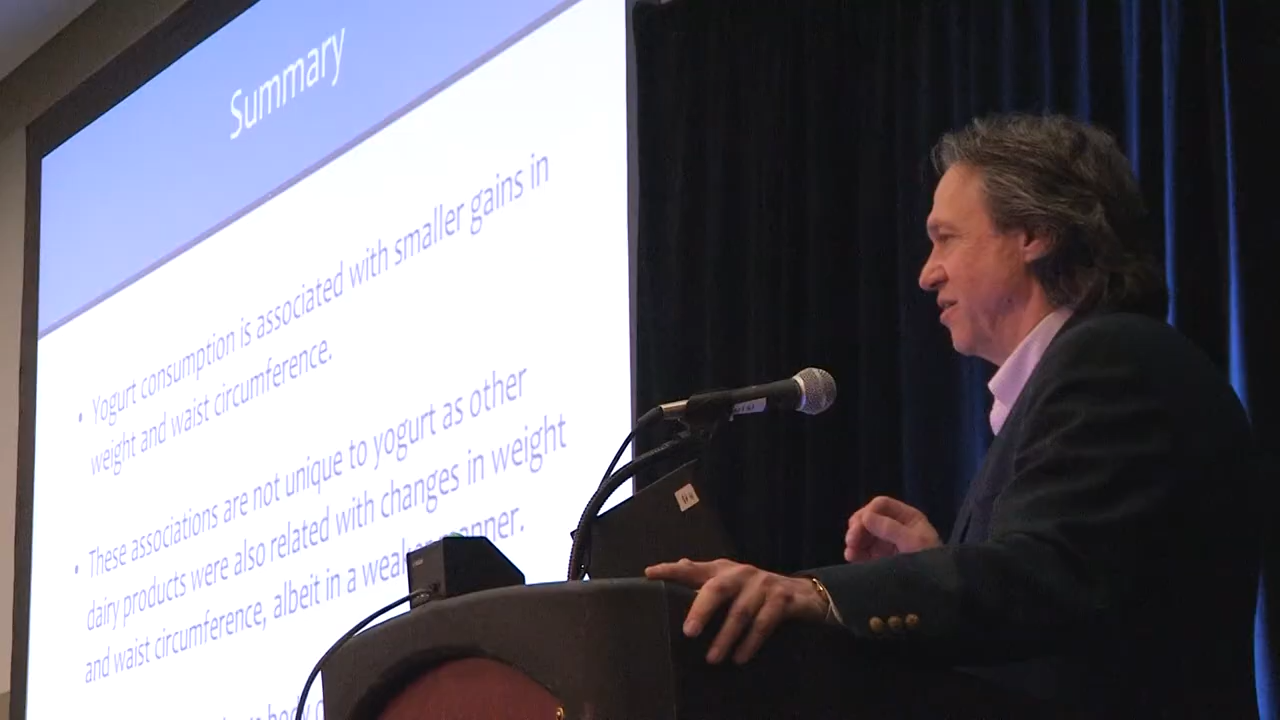 Summary
• Yogurt consumption is associated with smaller gains in
weight and waist circumference.
• These associations are not unique to yogurt as other
dairy products were also related with changes in weight
and waist circumference, albeit in a weaker manner.
body